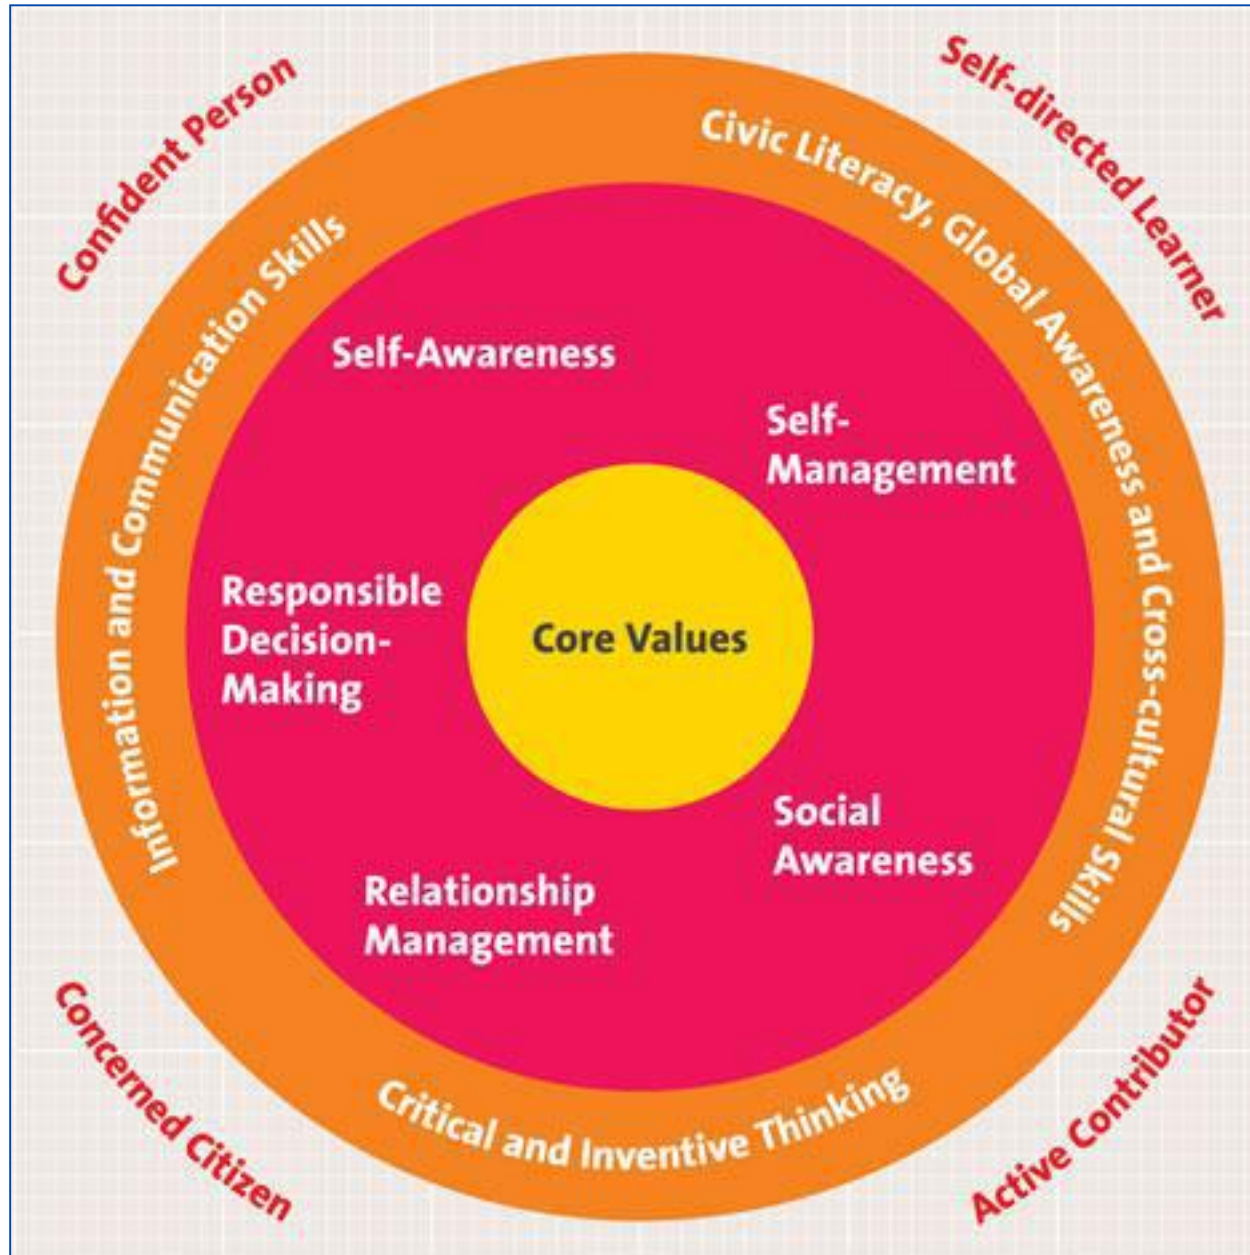 Confident Person
Self-directed Learner
Civic Literacy, Global Awareness and Cross-cultural Skills
Information and Communication Skills
Self-Awareness
Self-
Management
Responsible
Decision-
Making
Core Values
Social
Awareness
Relationship
Management
Critical and Inventive Thinking
Concerned Citizen
Active Contributor